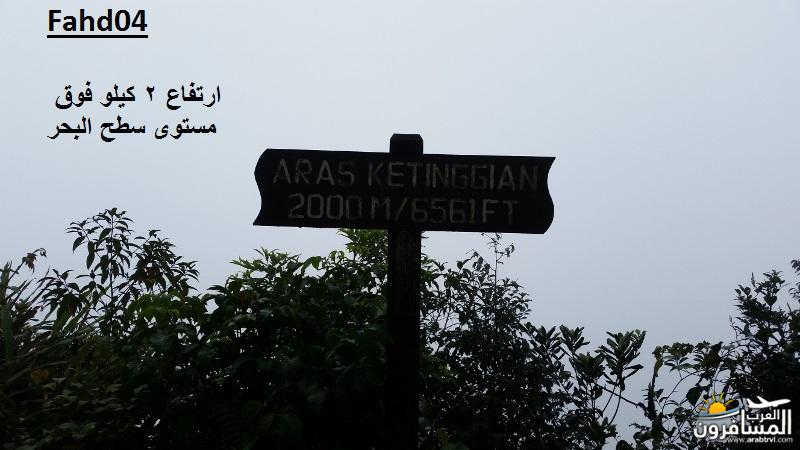 Fahd04
ارتفاع ٢ كيلو فوق
مستوى سطح البحر
ARAS KETINGGIAN
2000 M/6561FT
العرب
المسافرون
www.arabtrvl.com